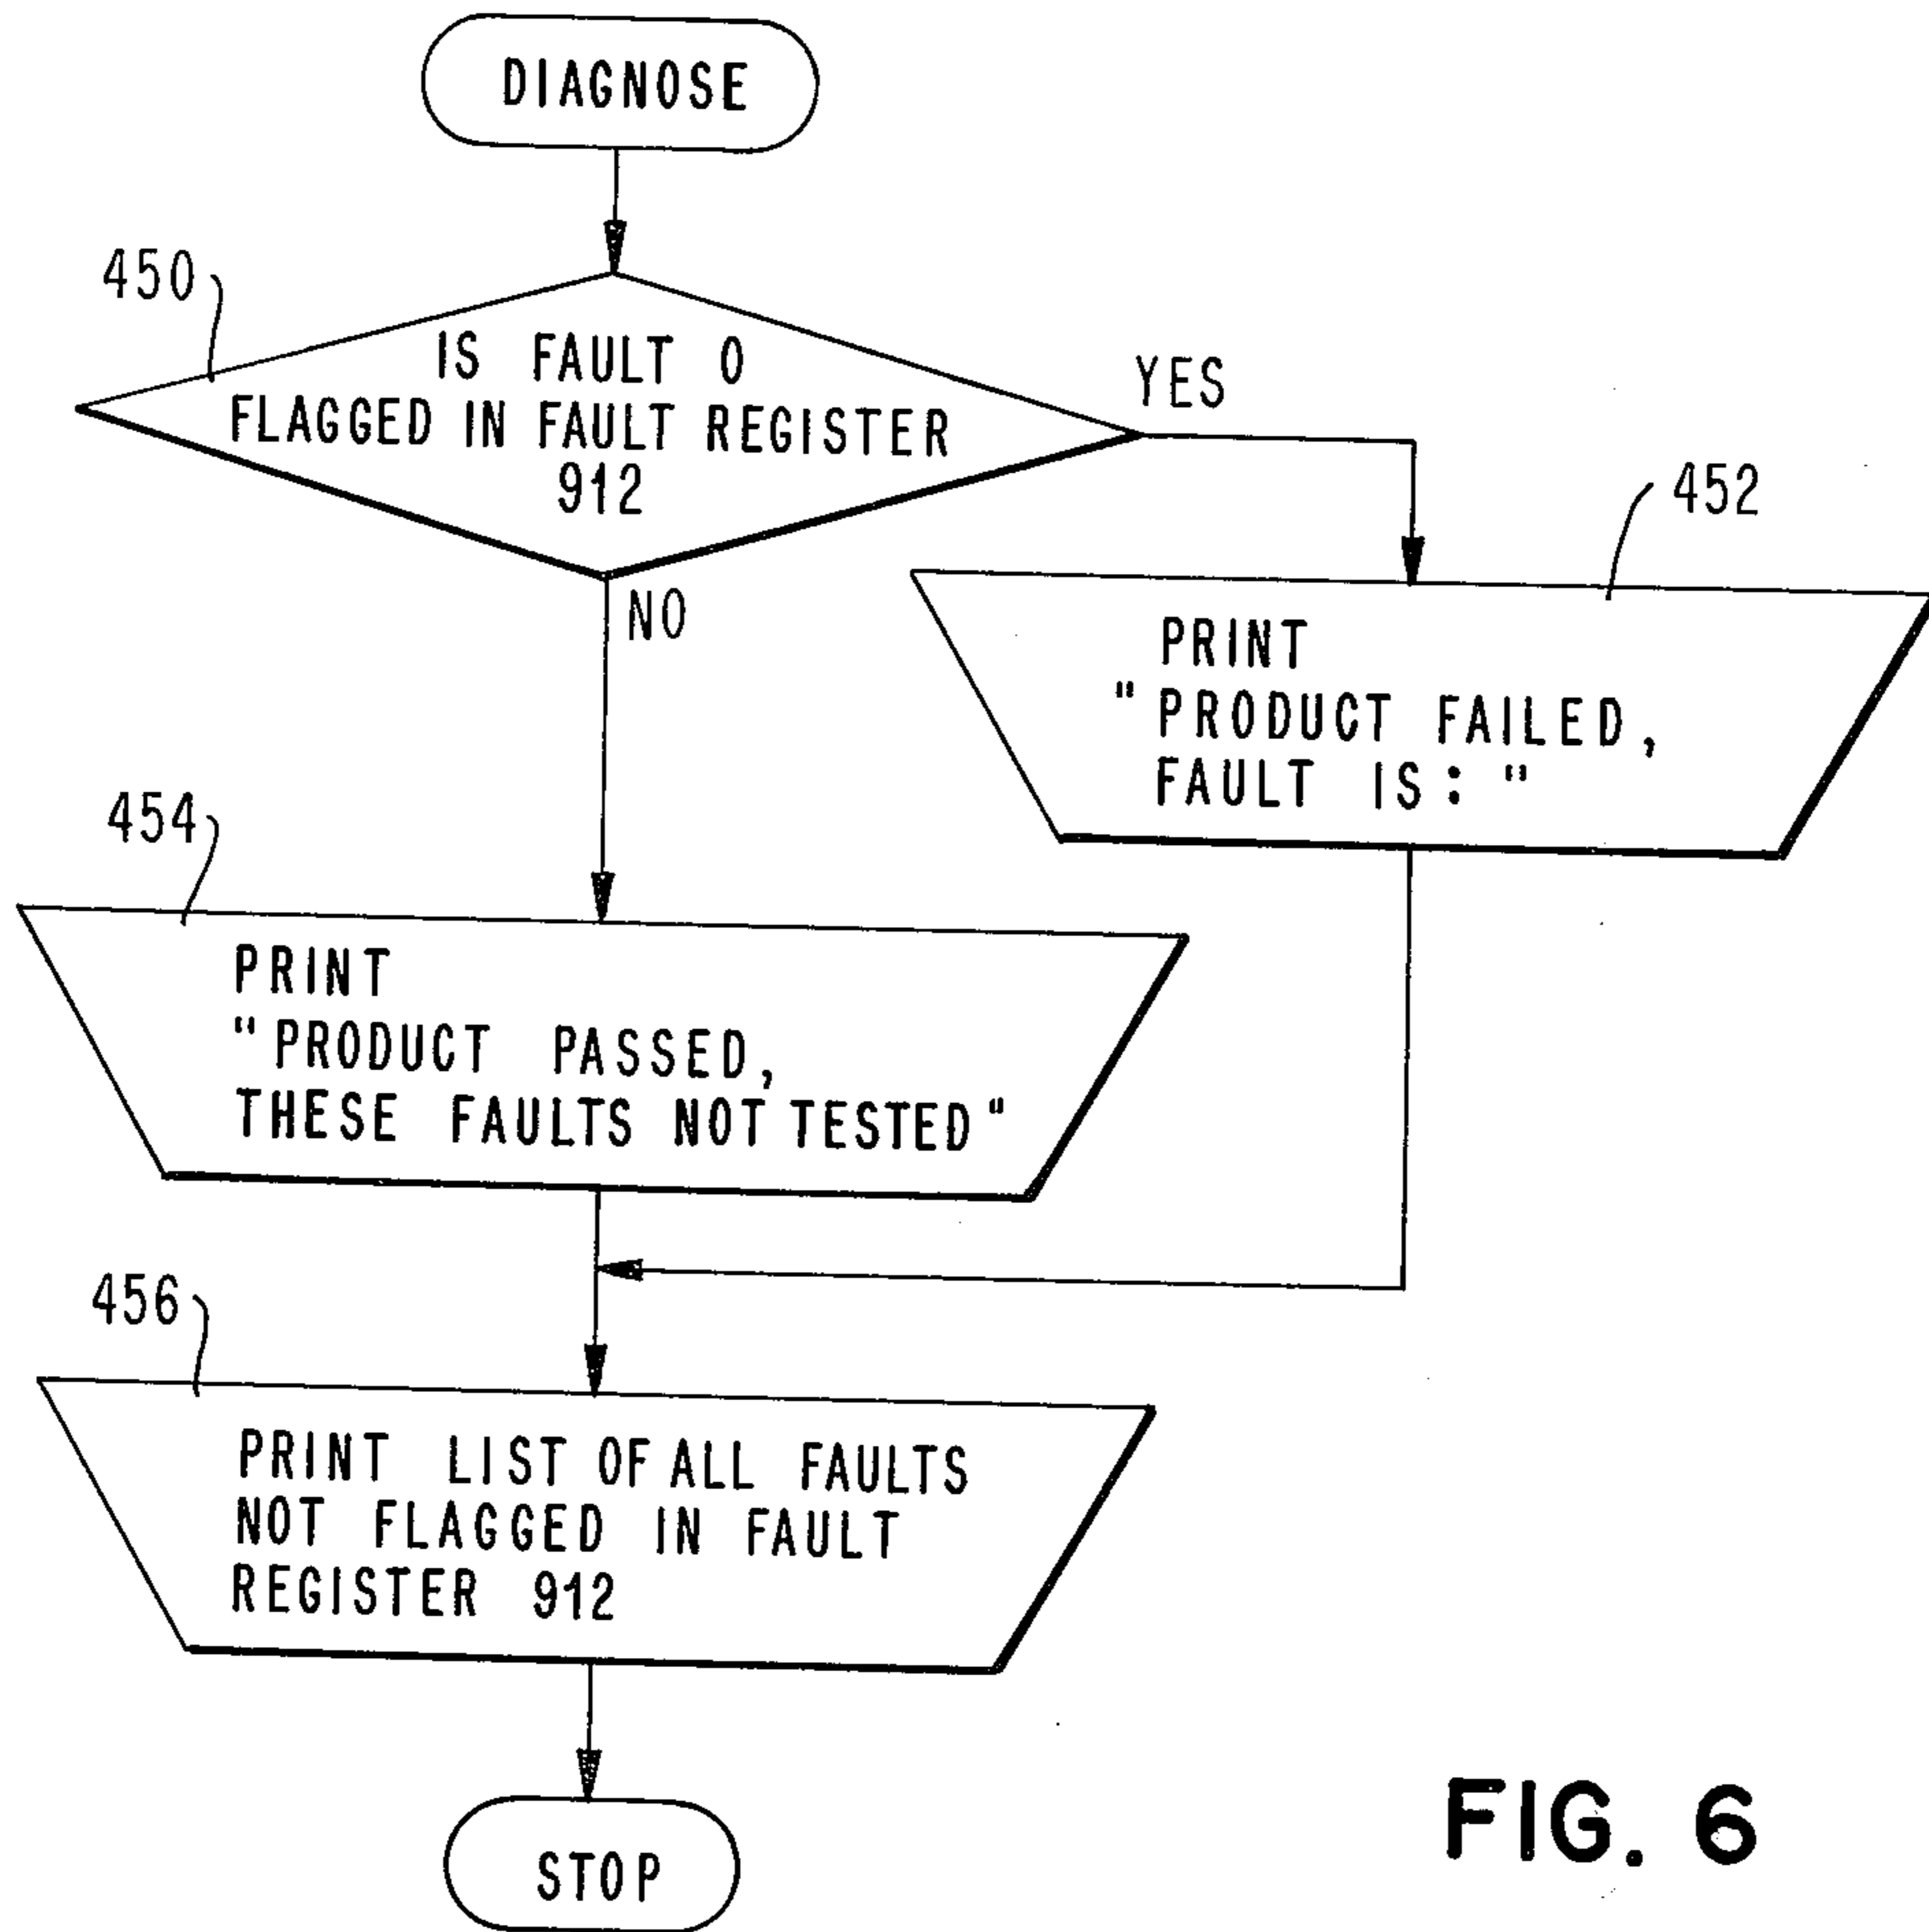 DIAGNOSE
450
IS FAULT 0
FLAGGED IN FAULT REGISTER
912
YES
NO
452
PRINT
"PRODUCT FAILED,
FAULT IS: "
454
PRINT
"PRODUCT PASSED,
THESE FAULTS NOT TESTED"
456
PRINT LIST OF ALL FAULTS
NOT FLAGGED IN FAULT
REGISTER 912
STOP
FIG. 6